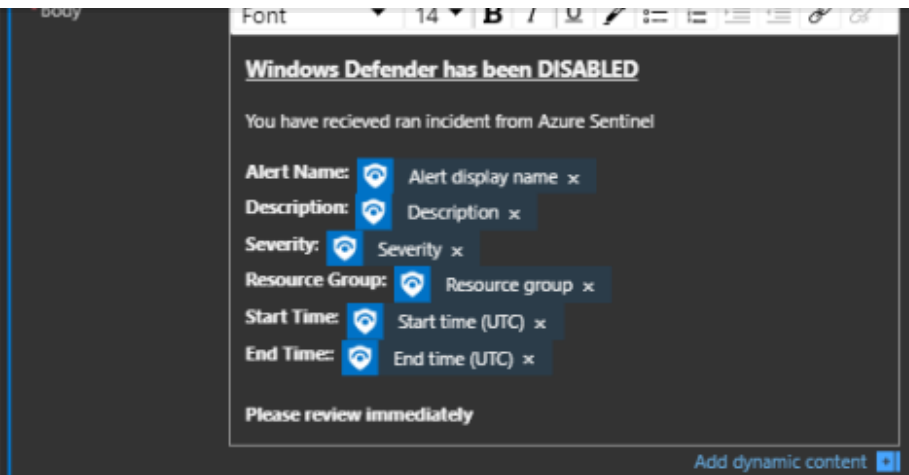 *Body
Font 14 B I U
Windows Defender has been DISABLED
You have recieved ran incident from Azure Sentinel
Alert Name: Alert display name ×
Description: Description ×
Severity: Severity ×
Resource Group: Resource group ×
Start Time: Start time (UTC) ×
End Time:: End time (UTC) ×
Please review immediately
Add dynamic content +